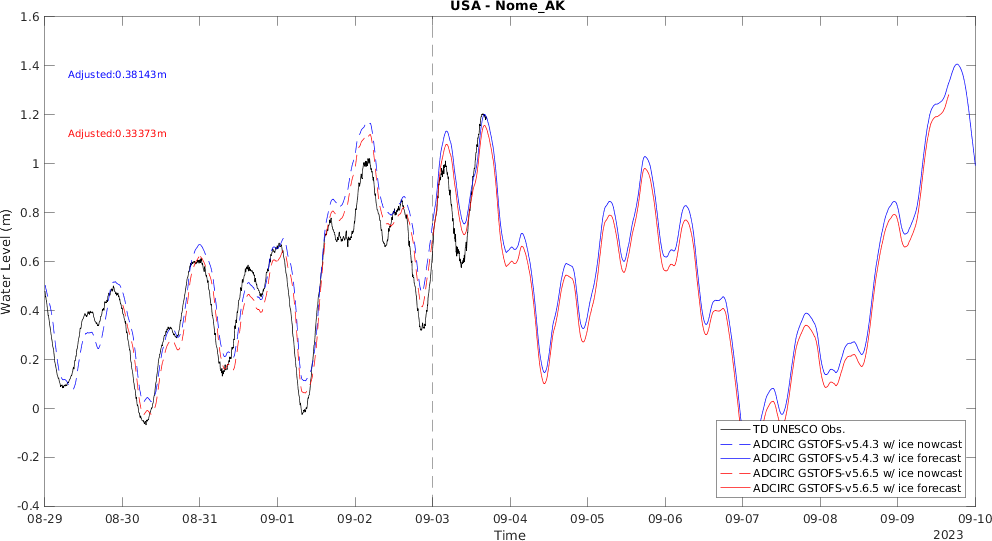 USA - Nome_AK
1.6
1.4
1.2
1
0.8
0.6
0.4
0.2
0
-0.2
-0.4
Water Level (m)
Adjusted:0.38143m
Adjusted:0.33373m
TD UNESCO Obs.
ADCIRC GSTOFS-v5.4.3 w/ ice nowcast
ADCIRC GSTOFS-v5.4.3 w/ ice forecast
ADCIRC GSTOFS-v5.6.5 w/ ice nowcast
ADCIRC GSTOFS-v5.6.5 w/ ice forecast
08-29 08-30 08-31 09-01 09-02 09-03 09-04 09-05 09-06 09-07 09-08 09-09 09-10
Time
2023